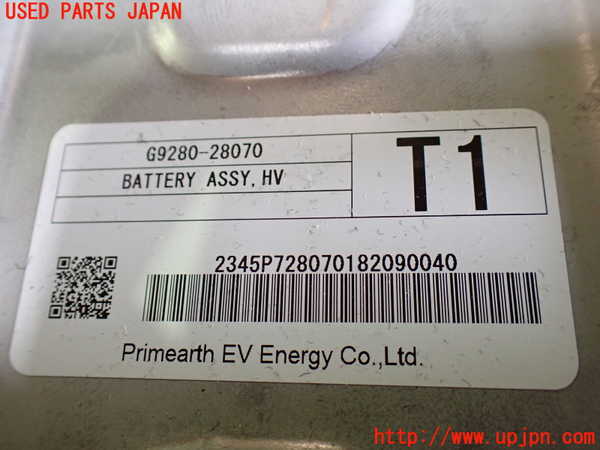 USED PARTS JAPAN
G9280-28070
BATTERY ASSY, HV
T1
2345P728070182090040
Primearth EV Energy Co.,Ltd.
http://www.upjpn.com/